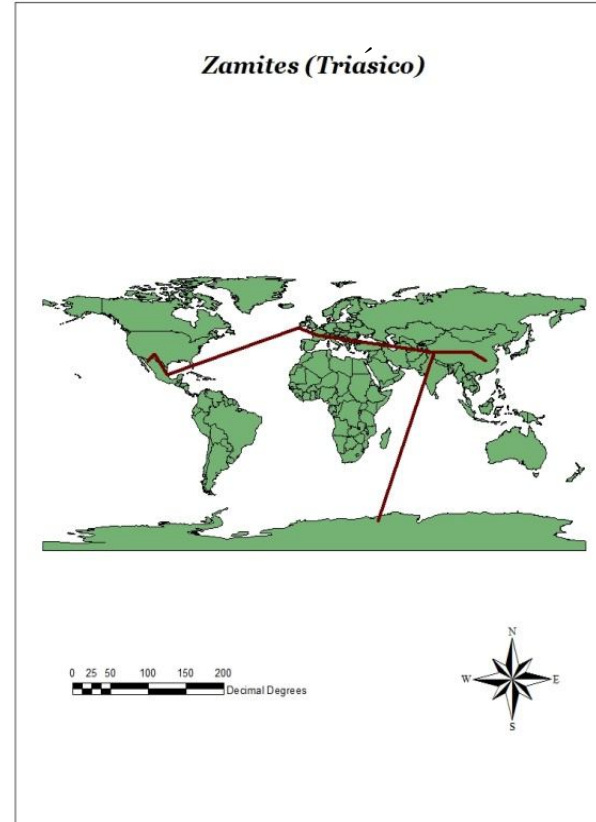 Zamites (Triásico)
N
W E
S
0 25 50 100 150 200
Decimal Degrees